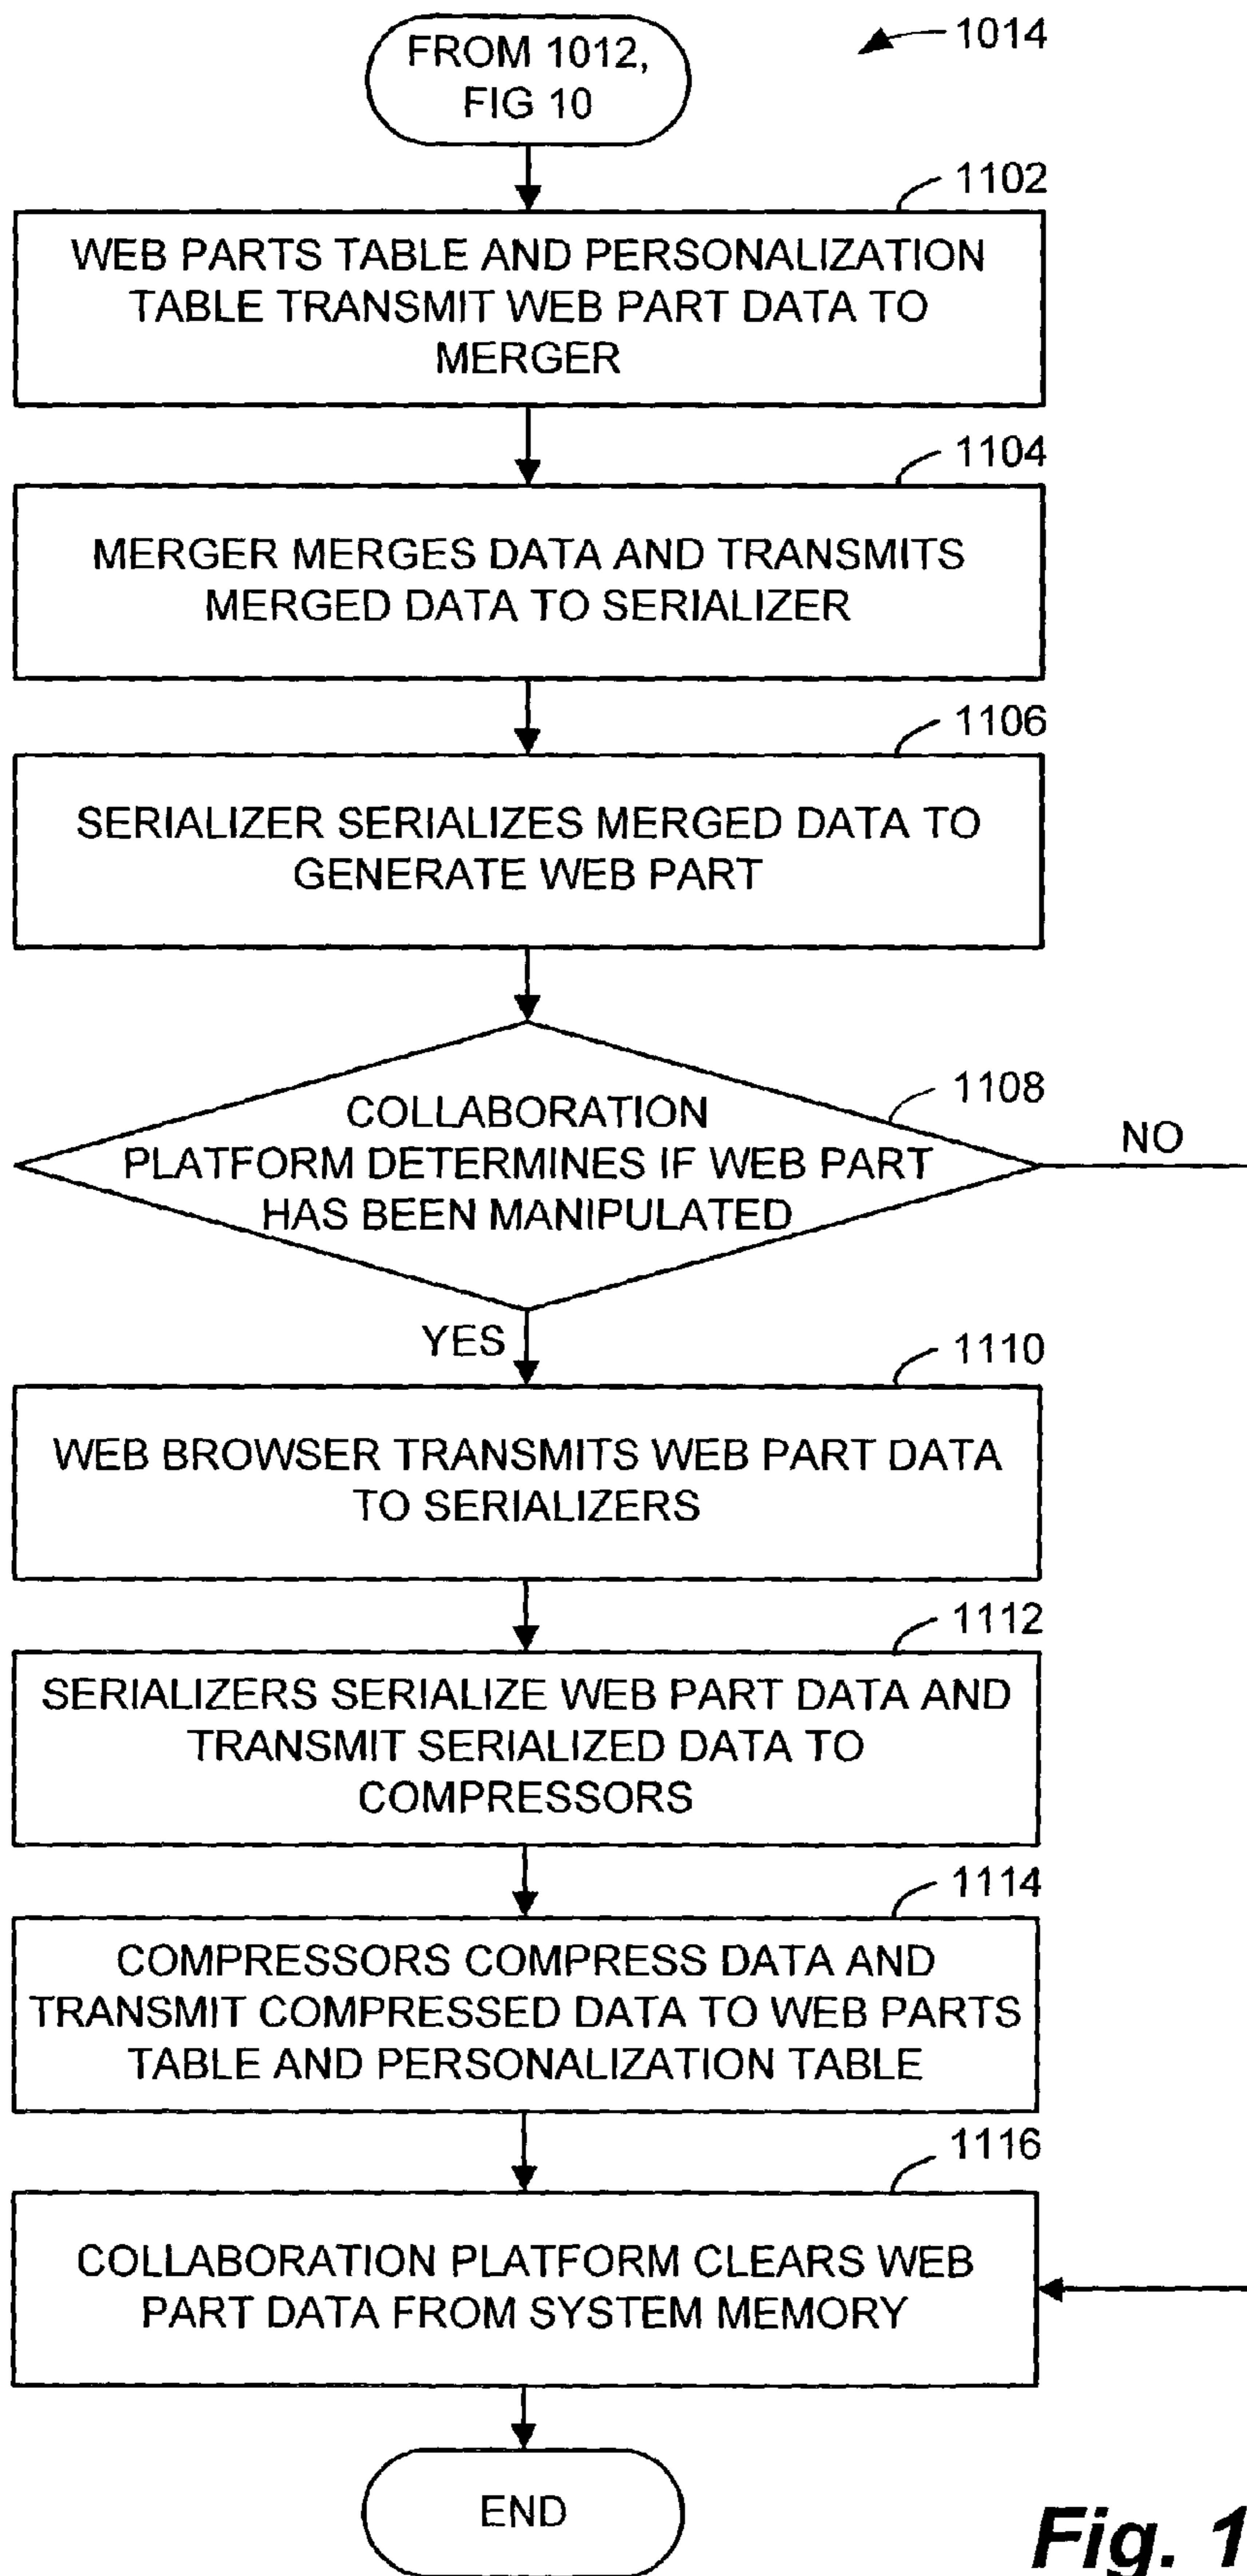 FROM 1012,
FIG 10
1014
1102
WEB PARTS TABLE AND PERSONALIZATION
TABLE TRANSMIT WEB PART DATA TO
MERGER
1104
MERGER MERGES DATA AND TRANSMITS
MERGED DATA TO SERIALIZER
1106
SERIALIZER SERIALIZES MERGED DATA TO
GENERATE WEB PART
1108
COLLABORATION
PLATFORM DETERMINES IF WEB PART
HAS BEEN MANIPULATED
NO
YES
1110
WEB BROWSER TRANSMITS WEB PART DATA
TO SERIALIZERS
1112
SERIALIZERS SERIALIZE WEB PART DATA AND
TRANSMIT SERIALIZED DATA TO
COMPRESSORS
1114
COMPRESSORS COMPRESS DATA AND
TRANSMIT COMPRESSED DATA TO WEB PARTS
TABLE AND PERSONALIZATION TABLE
1116
COLLABORATION PLATFORM CLEARS WEB
PART DATA FROM SYSTEM MEMORY
END
Fig. 1